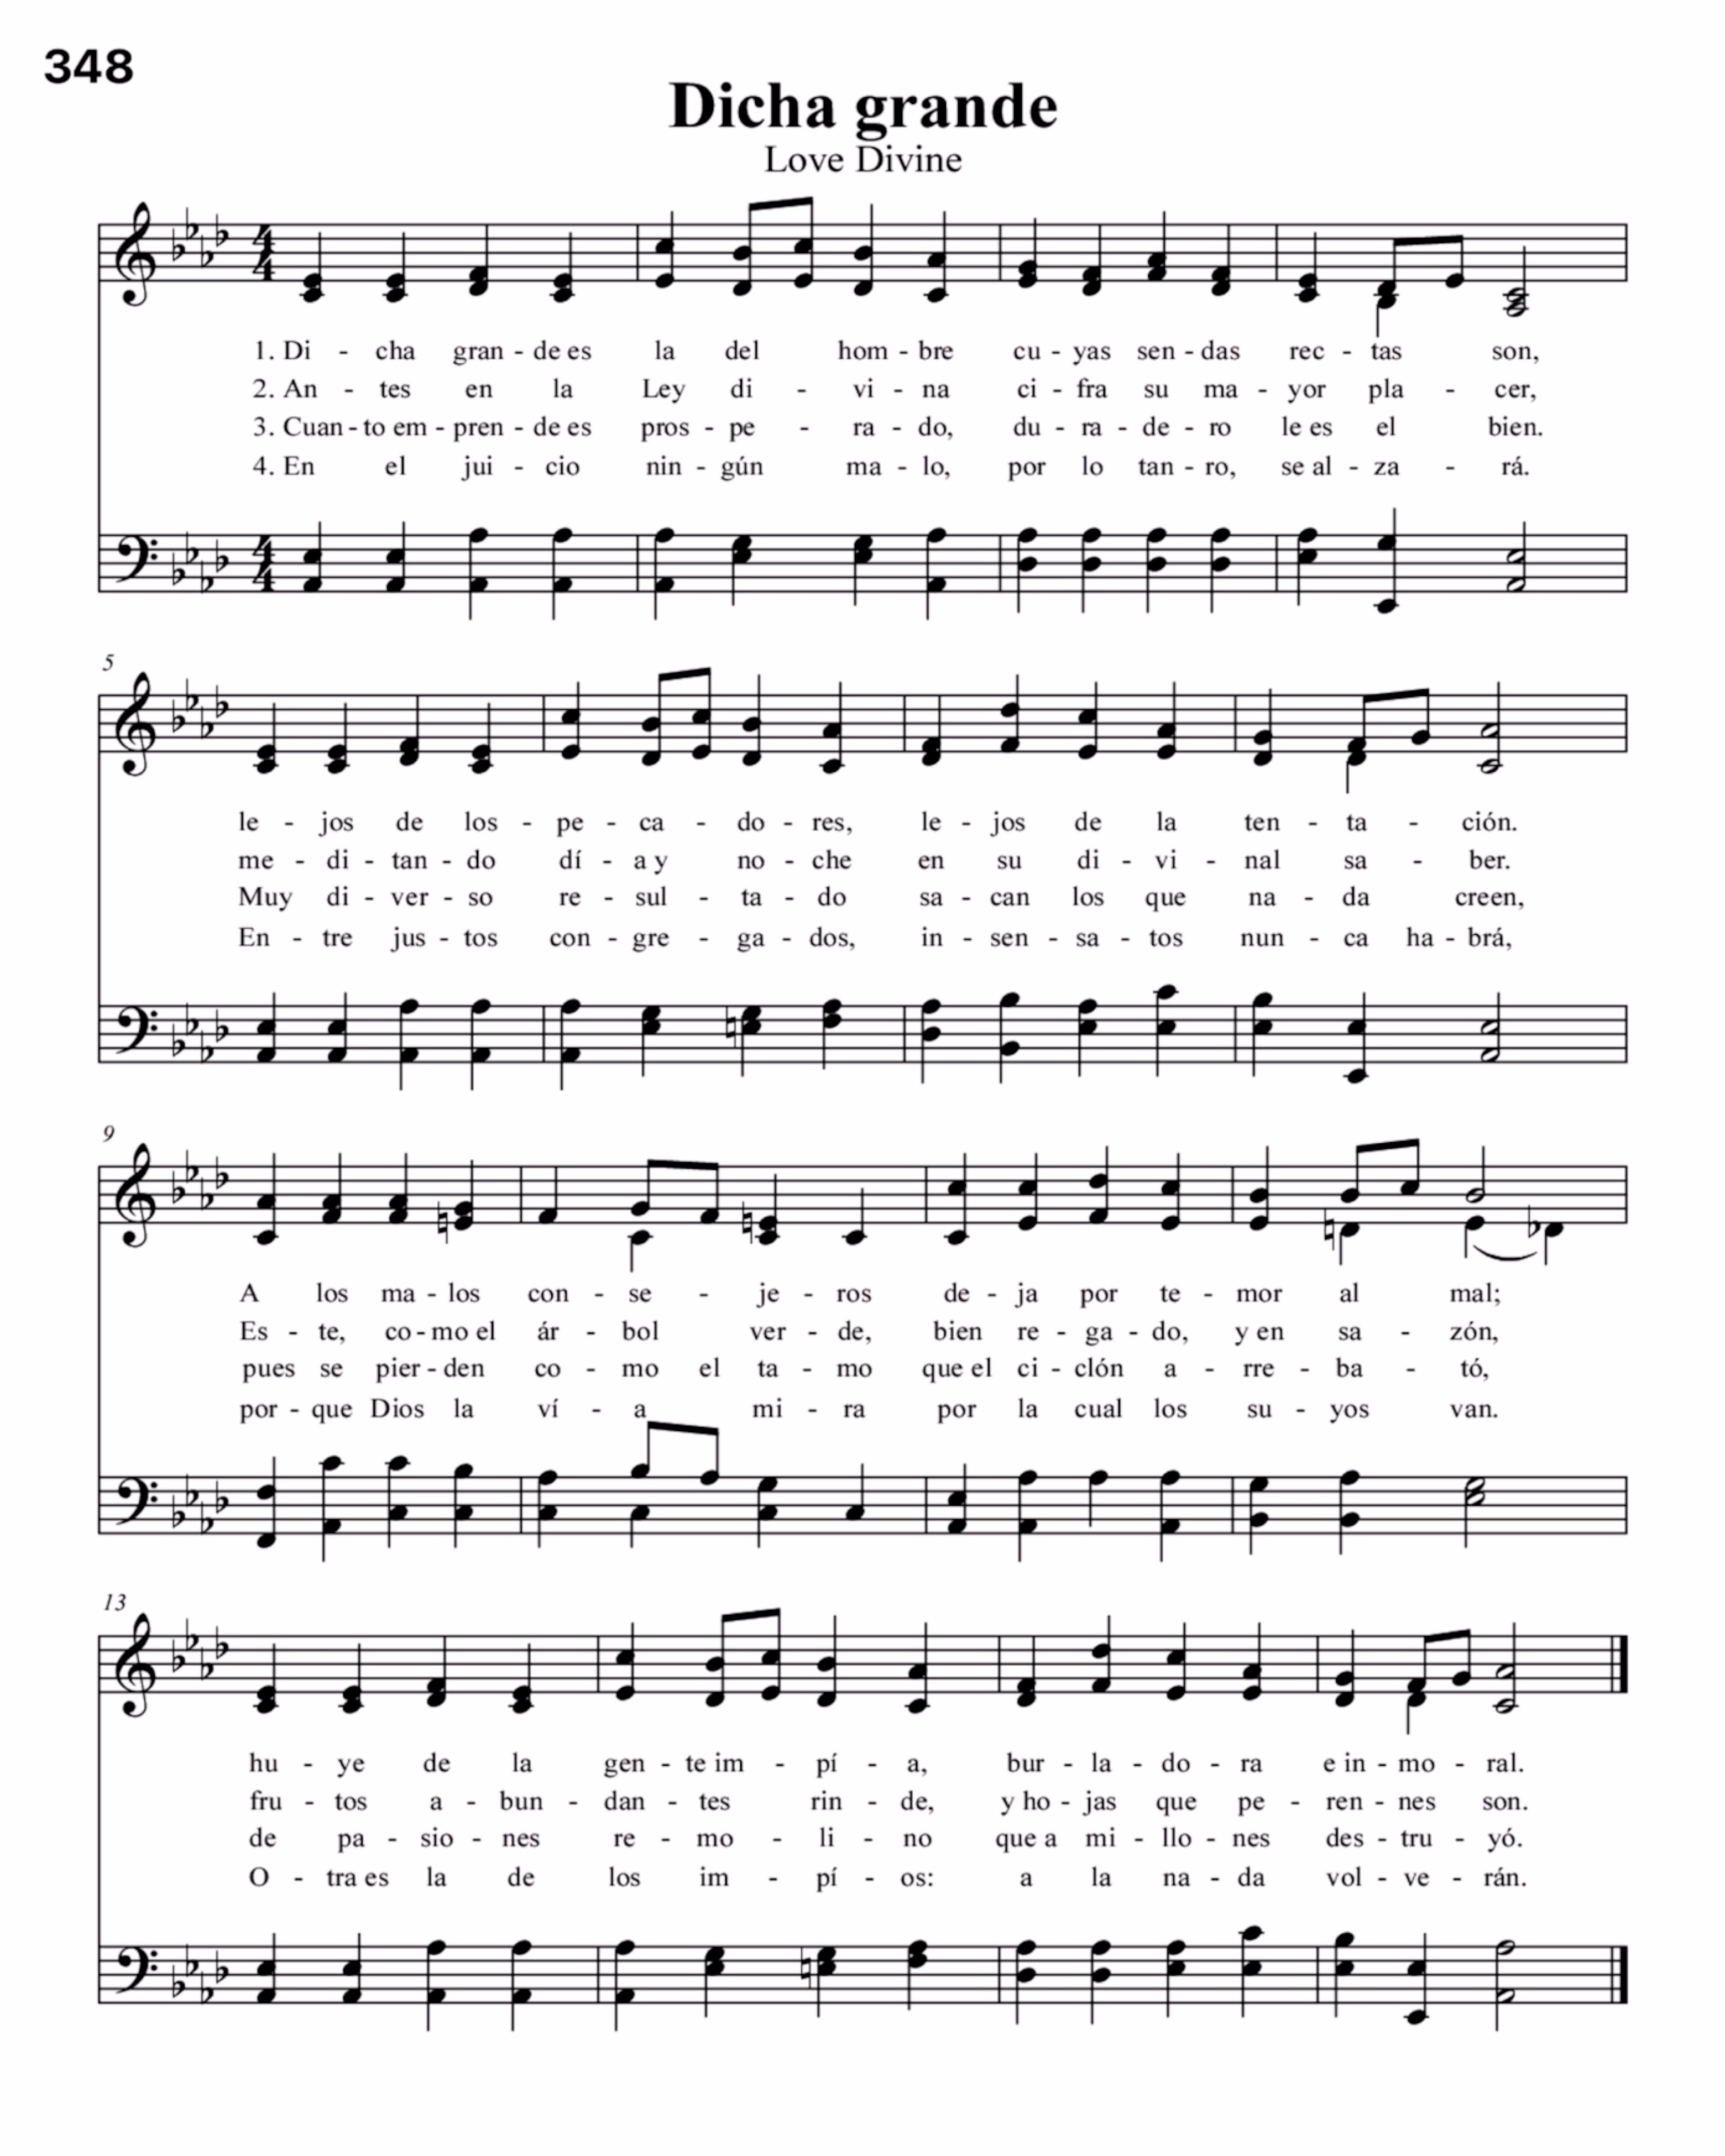 348
Dicha grande
Love Divine
1. Di - cha gran - de es la del hom - bre cu - yas sen - das rec - tas son,
2. An - tes en la Ley di - vi - na ci - fra su ma - yor pla - cer,
3. Cuan - to em - pren - de es pros - pe - ra - do, du - ra - de - ro le es el bien.
4. En el jui - cio nin - gún ma - lo, por lo tan - ro, se al - za - rá.
5
le - jos de los - pe - ca - do - res, le - jos de la ten - ta - ción.
me - di - tan - do dí - a y no - che en su di - vi - nal sa - ber.
Muy di - ver - so re - sul - ta - do sa - can los que na - da creen,
En - tre jus - tos con - gre - ga - dos, in - sen - sa - tos nun - ca ha - brá,
9
A los ma - los con - se - je - ros de - ja por te - mor al mal;
Es - te, co - mo el ár - bol ver - de, bien re - ga - do, y en sa - zón,
pues se pier - den co - mo el ta - mo que el ci - clón a - rre - ba - tó,
por - que Dios la ví - a mi - ra por la cual los su - yos van.
13
hu - ye de la gen - te im - pí - a, bur - la - do - ra e in - mo - ral.
fru - tos a - bun - dan - tes rin - de, y ho - jas que pe - ren - nes son.
de pa - sio - nes re - mo - li - no que a mi - llo - nes des - tru - yó.
O - tra es la de los im - pí - os: a la na - da vol - ve - rán.